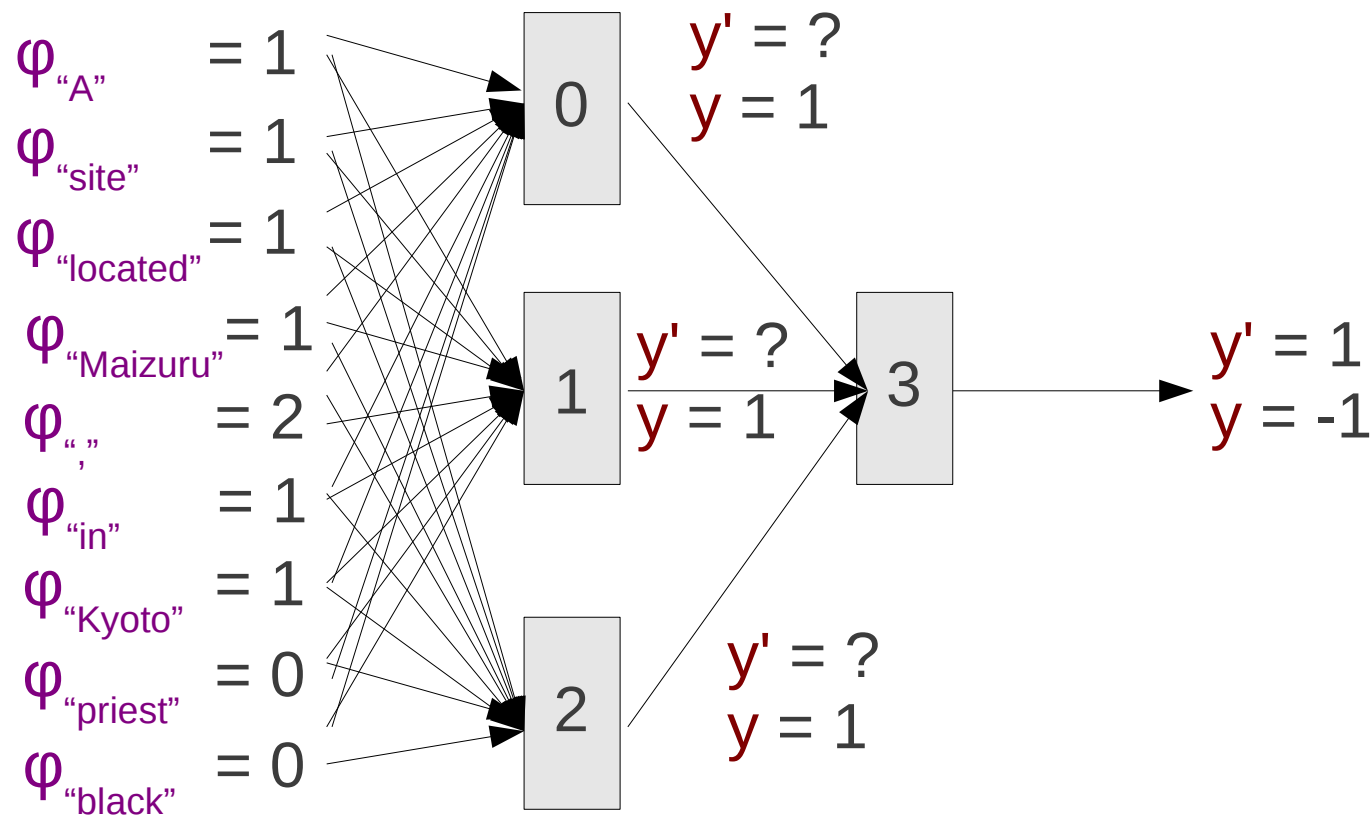 φ“A” = 1
φ“site” = 1
φ“located” = 1
φ“Maizuru” = 1
φ“,” = 2
φ“in” = 1
φ“Kyoto” = 1
φ“priest” = 0
φ“black” = 0
0
y' = ?
y = 1
1
y' = ?
y = 1
2
y' = ?
y = 1
3
y' = 1
y = -1